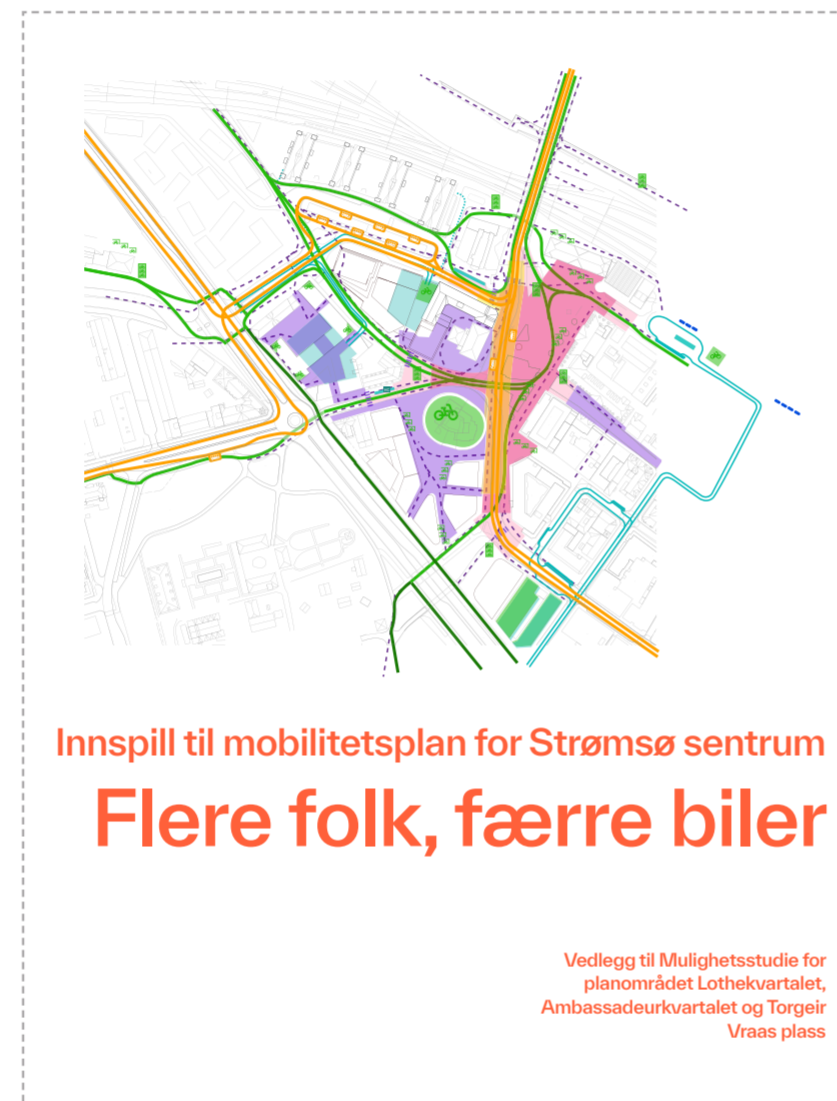 Innspill til mobilitetsplan for Strømsø sentrum
Flere folk, færre biler
Vedlegg til Mulighetsstudie for
planområdet Lothekvartalet,
Ambassadeurkvartalet og Torgeir
Vraas plass